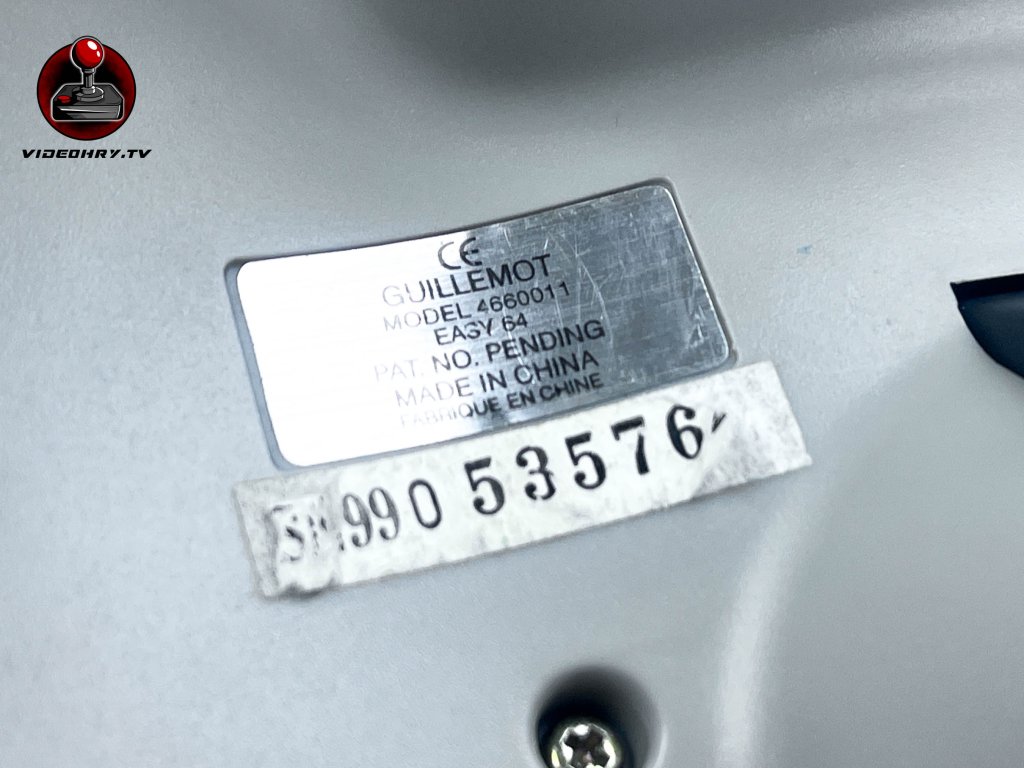 VIDEOHRY.TV
CE
GUILLEMOT
MODEL 4660011
EASY 64
PAT. NO. PENDING
MADE IN CHINA
FABRIQUE EN CHINE
990 53576